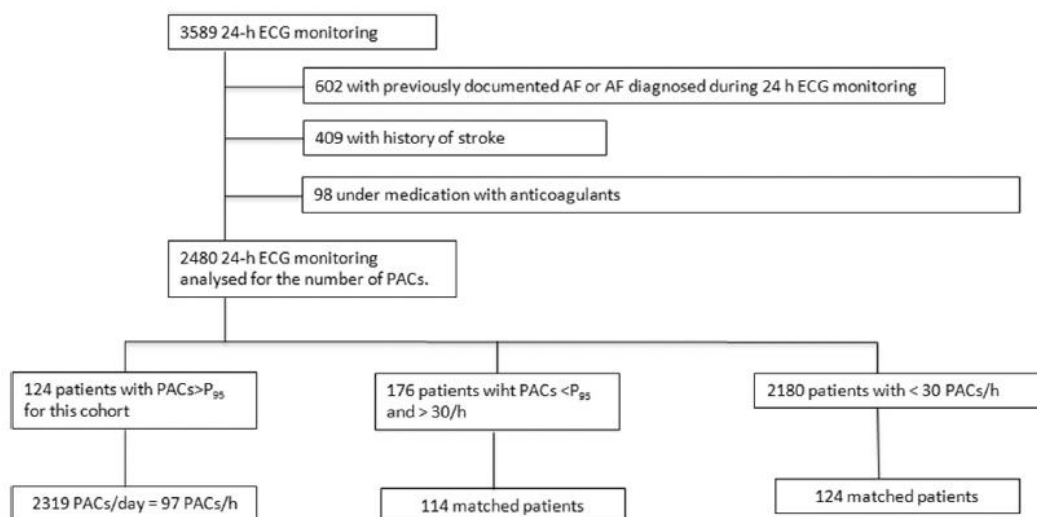 3589 24-h ECG monitoring
602 with previously documented AF or AF diagnosed during 24 h ECG monitoring
409 with history of stroke
98 under medication with anticoagulants
2480 24-h ECG monitoring
analysed for the number of PACs.
124 patients with PACs>P95
for this cohort
176 patients wiht PACs <P95
and > 30/h
2180 patients with < 30 PACs/h
2319 PACs/day = 97 PACs/h
114 matched patients
124 matched patients